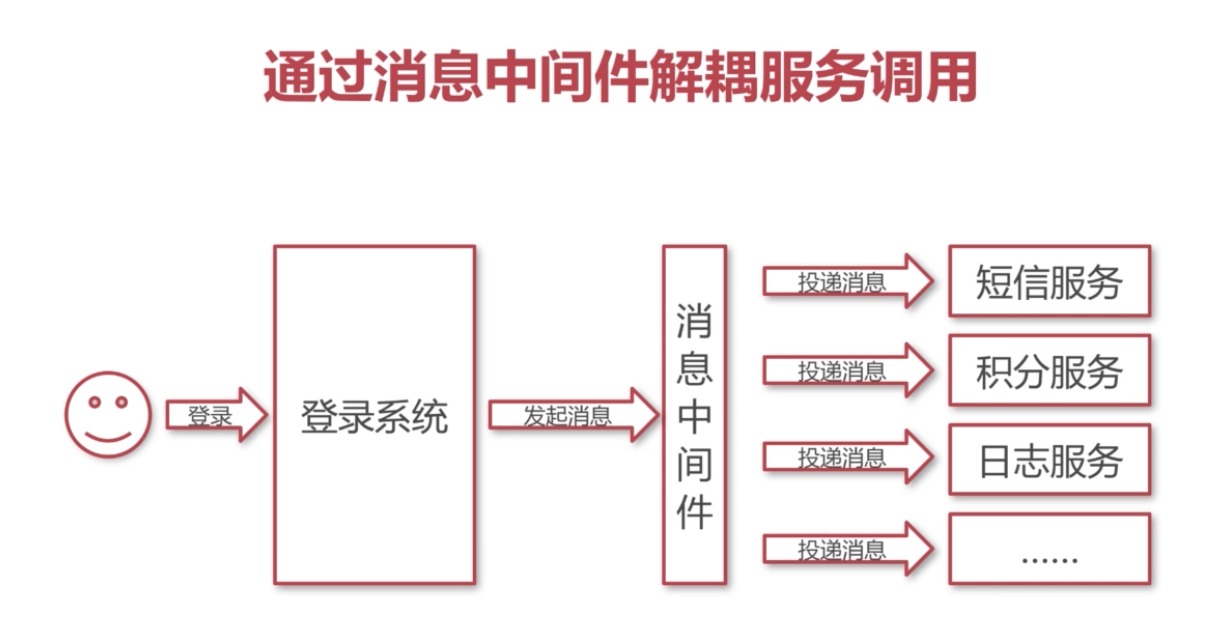 通过消息中间件解耦服务调用
登录
登录系统
发起消息
消息中间件
投递消息
短信服务
投递消息
积分服务
投递消息
日志服务
投递消息
......